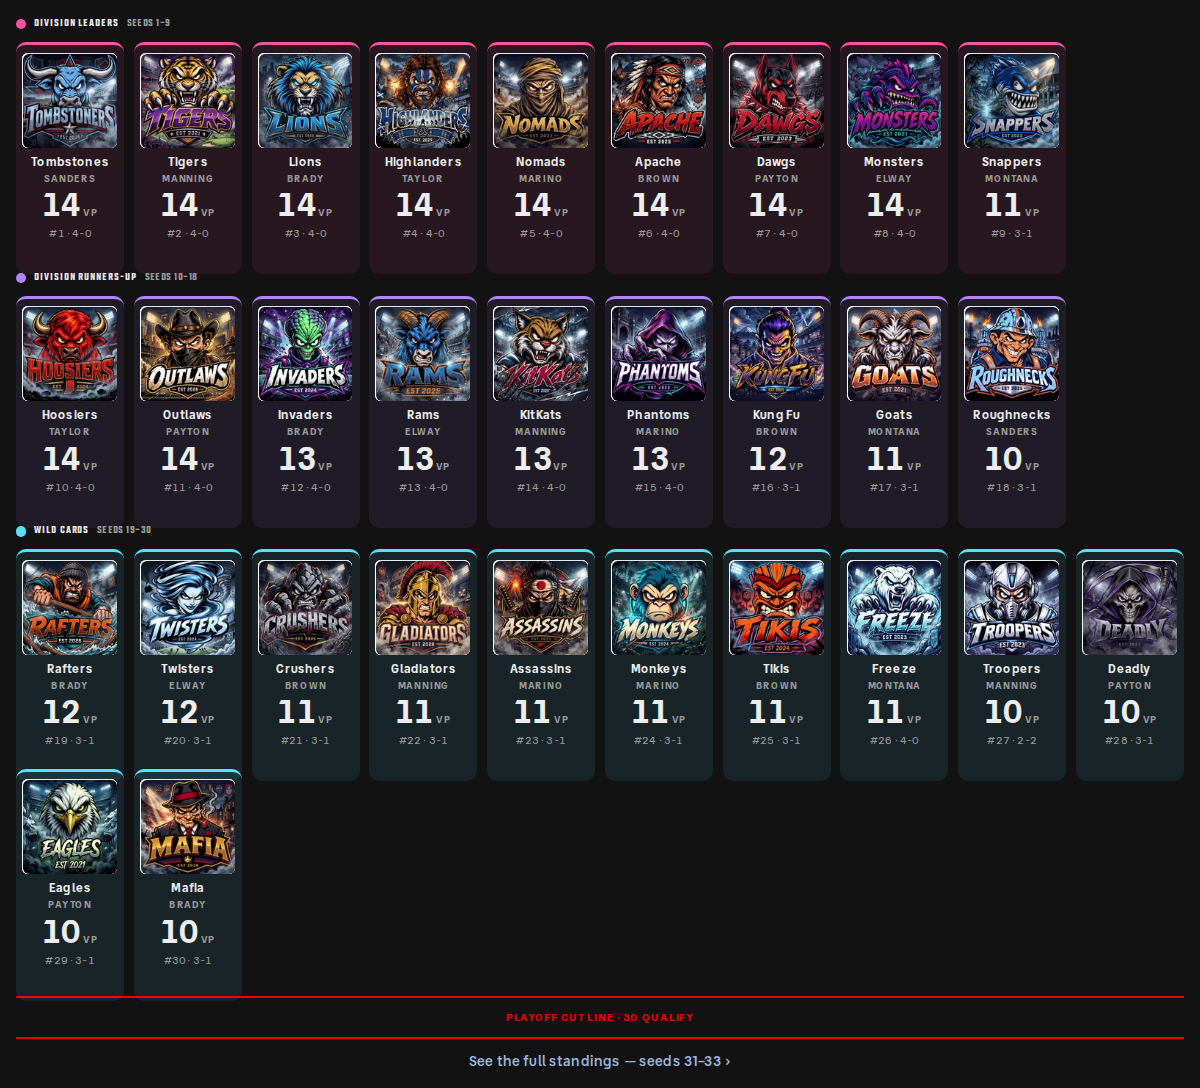 DIVISION LEADERS SEEDS 1–9
TOMBSTONERS TIGERS LIONS HIGHLANDERS NOMADS APACHE DAWGS MONSTERS SNAPPERS
Tombstones Tigers Lions Highlanders Nomads Apache Dawgs Monsters Snappers
SANDERS MANNING BRADY TAYLOR MARINO BROWN PAYTON ELWAY MONTANA
14 VP 14 VP 14 VP 14 VP 14 VP 14 VP 14 VP 14 VP 11 VP
#1 · 4-0 #2 · 4-0 #3 · 4-0 #4 · 4-0 #5 · 4-0 #6 · 4-0 #7 · 4-0 #8 · 4-0 #9 · 3-1
DIVISION RUNNERS-UP SEEDS 10–18
HOOSIERS OUTLAWS INVADERS RAMS KITKATS PHANTOMS KUNG FU GOATS ROUGHNECKS
Hoosiers Outlaws Invaders Rams KitKats Phantoms Kung Fu Goats Roughnecks
TAYLOR PAYTON BRADY ELWAY MANNING MARINO BROWN MONTANA SANDERS
14 VP 14 VP 13 VP 13 VP 13 VP 13 VP 12 VP 11 VP 10 VP
#10 · 4-0 #11 · 4-0 #12 · 4-0 #13 · 4-0 #14 · 4-0 #15 · 4-0 #16 · 3-1 #17 · 3-1 #18 · 3-1
WILD CARDS SEEDS 19–30
RAFTERS TWISTERS CRUSHERS GLADIATORS ASSASSINS MONKEYS TIKIS FREEZE TROOPERS DEADLY
Rafters Twisters Crushers Gladiators Assassins Monkeys Tikis Freeze Troopers Deadly
BRADY ELWAY BROWN MANNING MARINO MARINO BROWN MONTANA MANNING PAYTON
12 VP 12 VP 11 VP 11 VP 11 VP 11 VP 11 VP 11 VP 10 VP 10 VP
#19 · 3-1 #20 · 3-1 #21 · 3-1 #22 · 3-1 #23 · 3-1 #24 · 3-1 #25 · 3-1 #26 · 4-0 #27 · 2-2 #28 · 3-1
EAGLES MAFIA
EST 2021
Eagles Mafia
PAYTON BRADY
10 VP 10 VP
#29 · 3-1 #30 · 3-1
PLAYOFF CUT LINE · 30 QUALIFY
See the full standings — seeds 31–33 ›